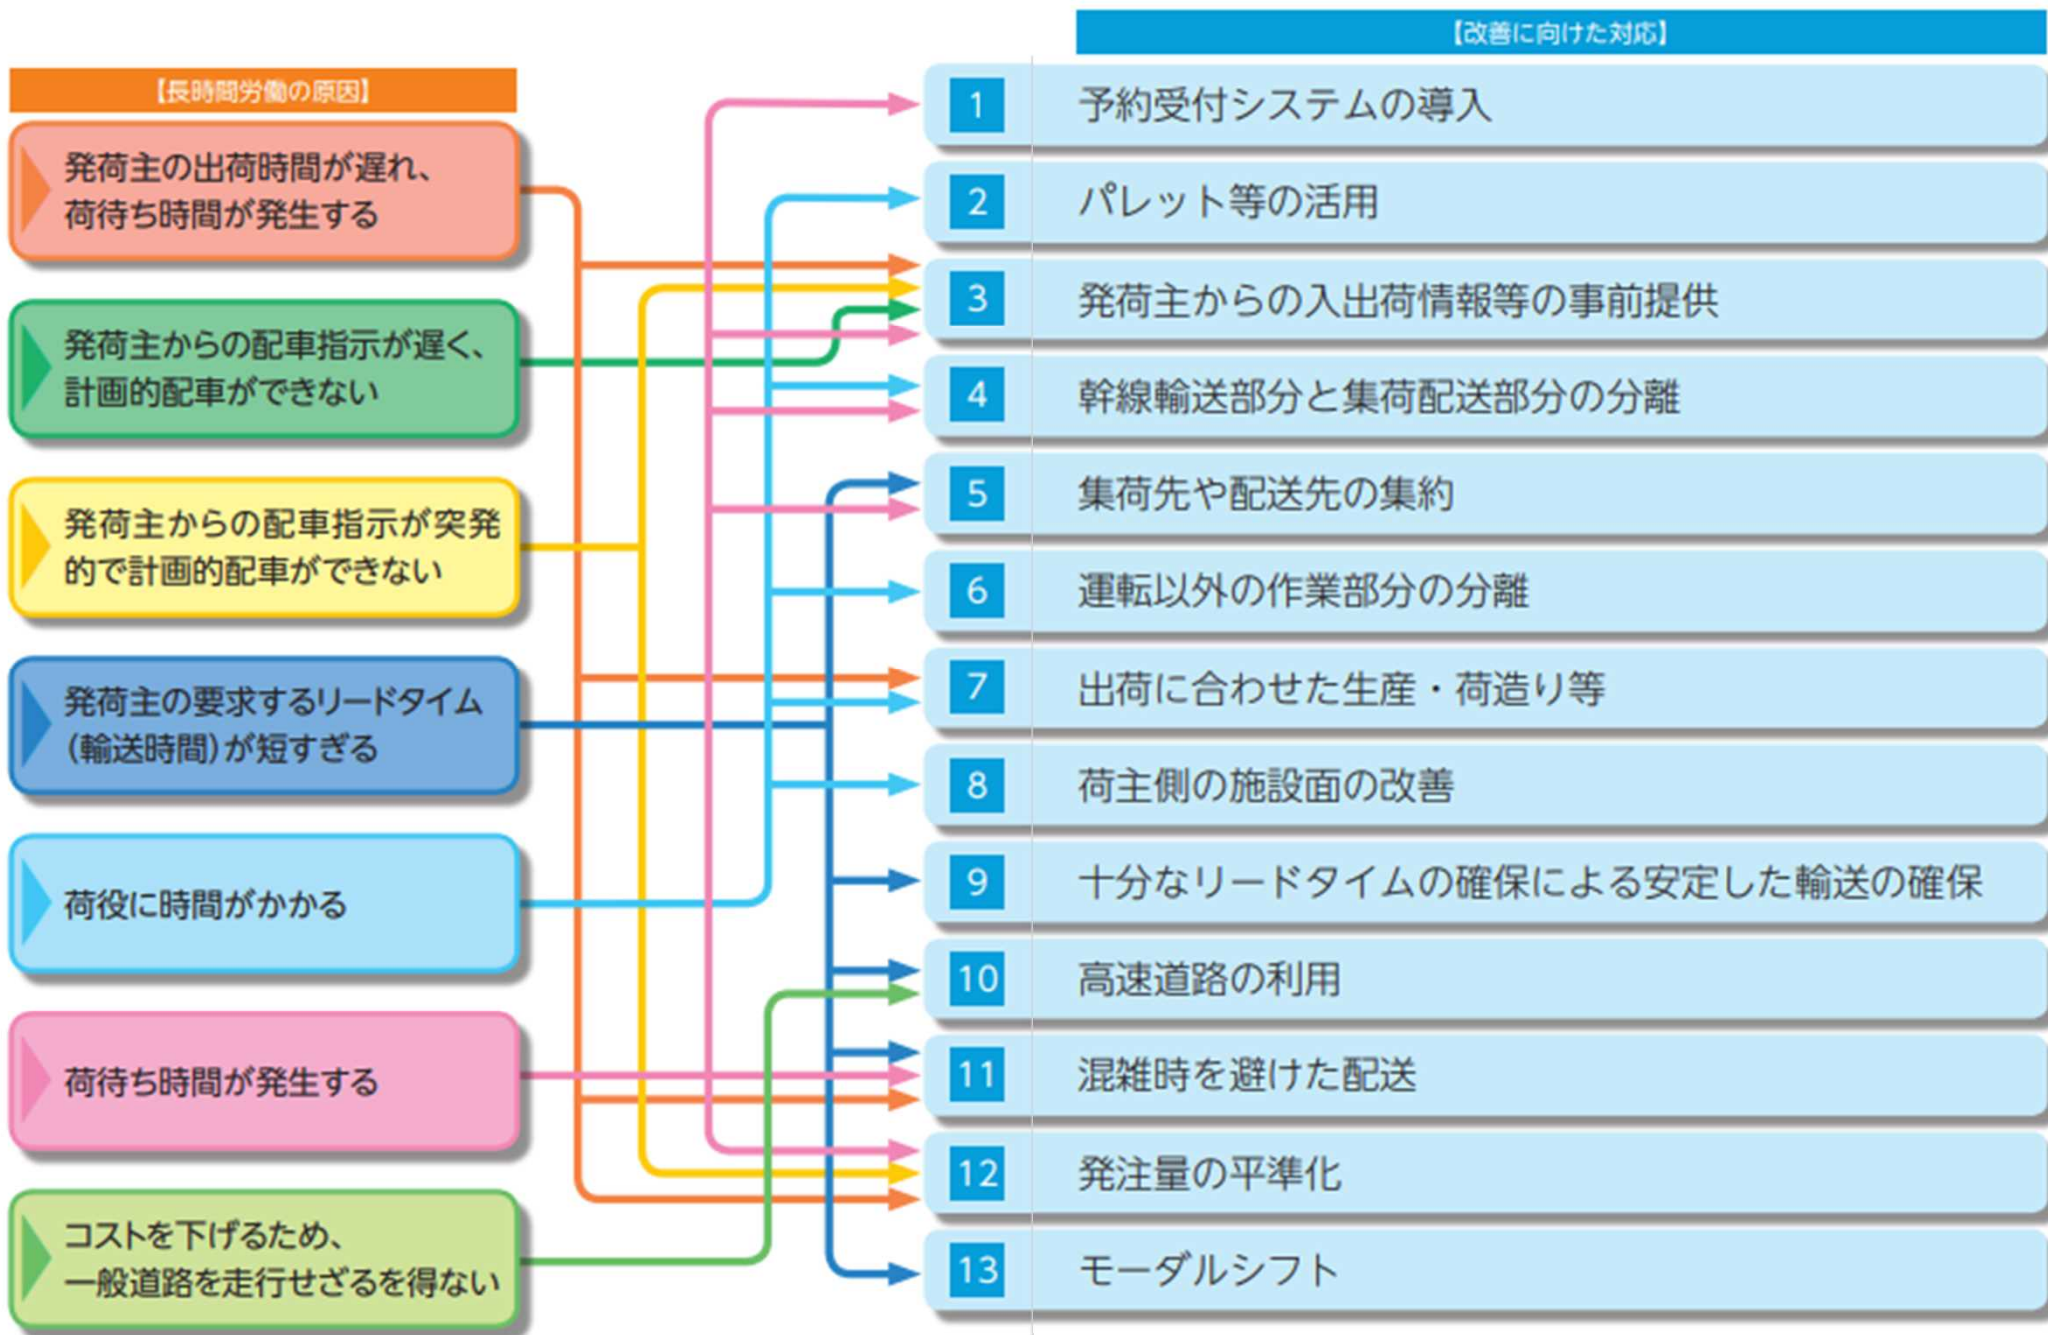 【改善に向けた対応】
【長時間労働の原因】
発荷主の出荷時間が遅れ、
荷待ち時間が発生する
発荷主からの配車指示が遅く、
計画的配車ができない
発荷主からの配車指示が突発
的で計画的配車ができない
発荷主の要求するリードタイム
（輸送時間）が短すぎる
荷役に時間がかかる
荷待ち時間が発生する
コストを下げるため、
一般道路を走行せざるを得ない
1 予約受付システムの導入
2 パレット等の活用
3 発荷主からの入出荷情報等の事前提供
4 幹線輸送部分と集荷配送部分の分離
5 集荷先や配送先の集約
6 運転以外の作業部分の分離
7 出荷に合わせた生産・荷造り等
8 荷主側の施設面の改善
9 十分なリードタイムの確保による安定した輸送の確保
10 高速道路の利用
11 混雑時を避けた配送
12 発注量の平準化
13 モーダルシフト